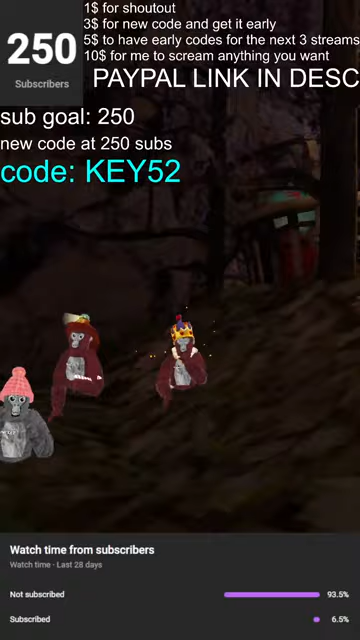 1$ for shoutout
3$ for new code and get it early
5$ to have early codes for the next 3 streams
10$ for me to scream anything you want
PAYPAL LINK IN DESC
250
Subscribers
sub goal: 250
new code at 250 subs
code: KEY52
Watch time from subscribers
Watch time · Last 28 days
Not subscribed 93.5%
Subscribed 6.5%